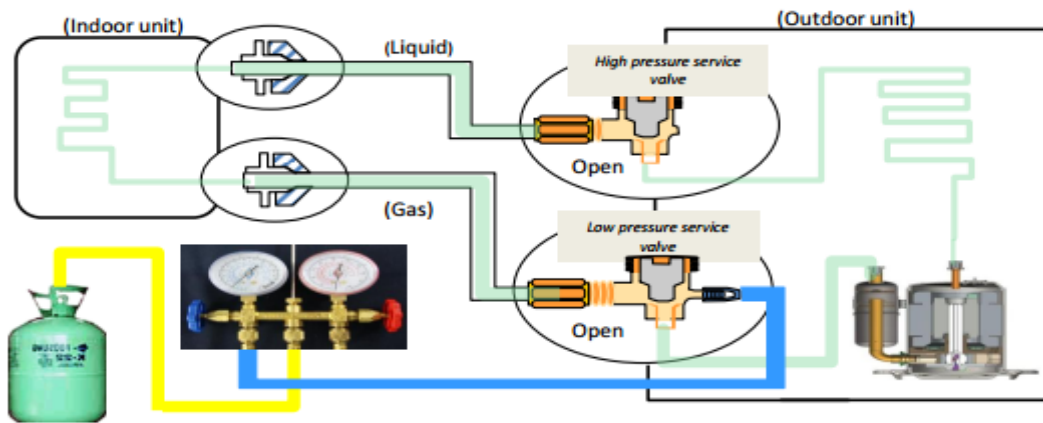 (Indoor unit)
(Outdoor unit)
(Liquid)
High pressure service
valve
Open
(Gas)
Low pressure service
valve
Open